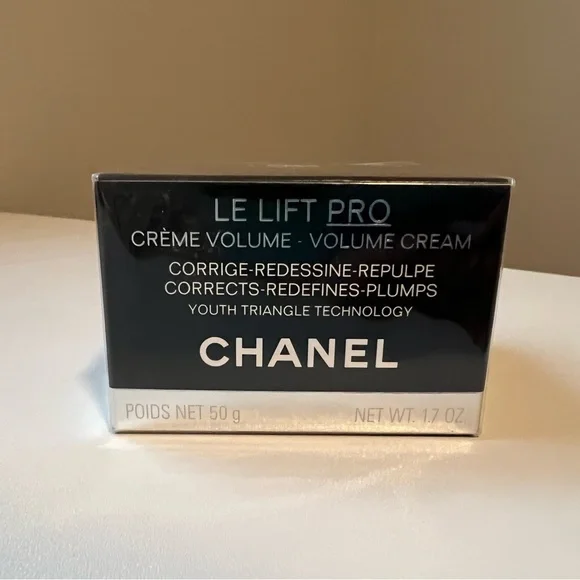 LE LIFT PRO
CRÈME VOLUME - VOLUME CREAM
CORRIGE-REDESSINE-REPULPE
CORRECTS-REDEFINES-PLUMPS
YOUTH TRIANGLE TECHNOLOGY
CHANEL
POIDS NET 50 g NET WT. 1.7 OZ